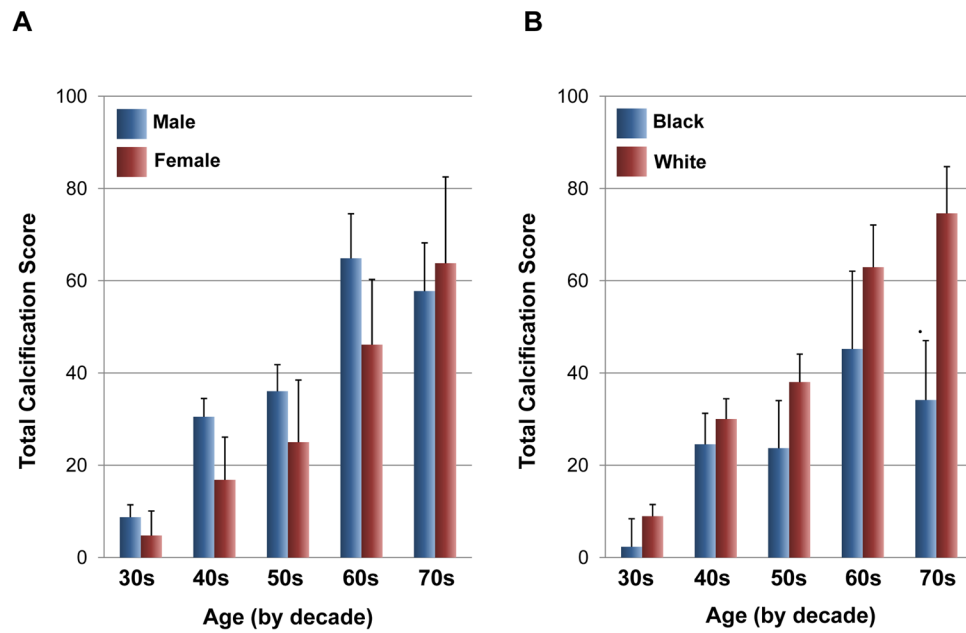 A
B
100
80
60
40
20
0
Total Calcification Score
Male
Female
30s 40s 50s 60s 70s
Age (by decade)
100
80
60
40
20
0
Total Calcification Score
Black
White
30s 40s 50s 60s 70s
Age (by decade)